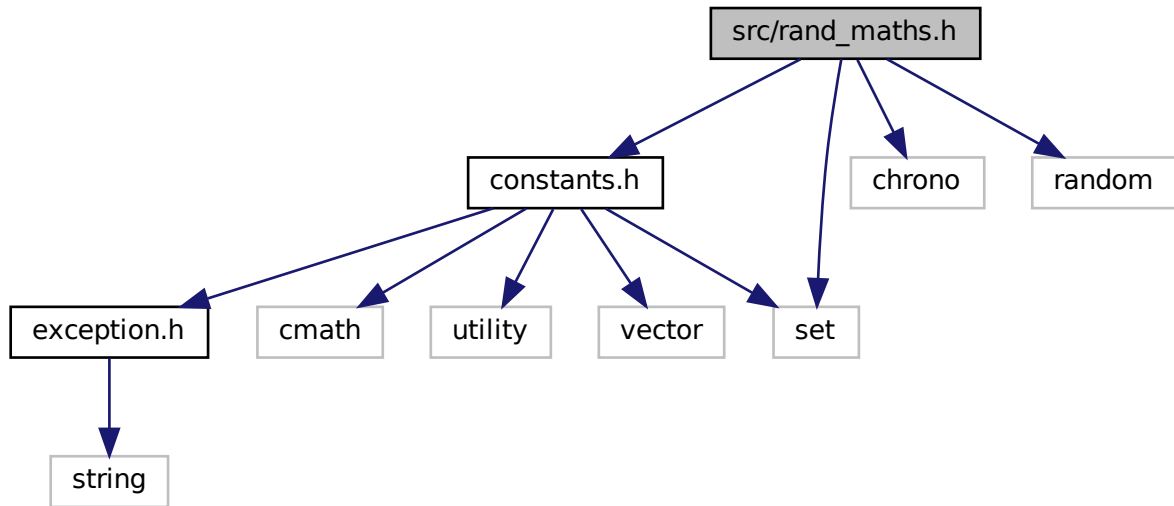 src/rand_maths.h
constants.h
chrono
random
exception.h
cmath
utility
vector
set
string